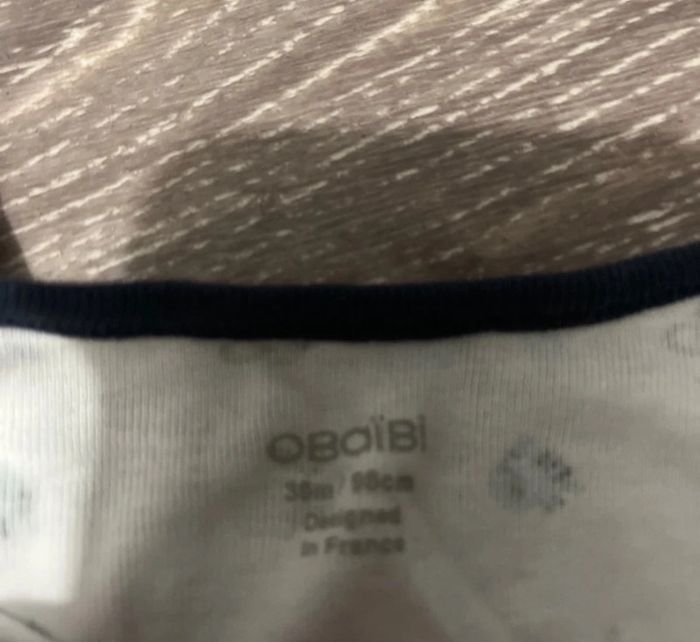 OBaïBi
36m / 98cm
Designed
in France